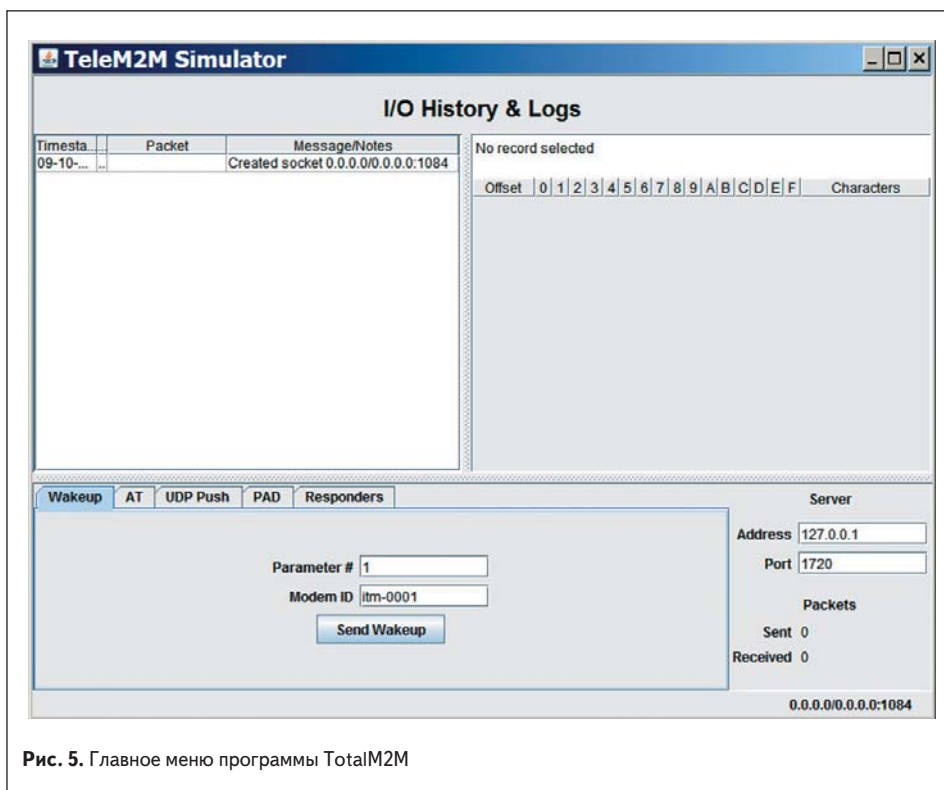 TeleM2M Simulator
I/O History & Logs
Timesta... ... Packet Message/Notes
09-10-... ... Created socket 0.0.0.0/0.0.0.0:1084
No record selected
Offset 0 1 2 3 4 5 6 7 8 9 A B C D E F Characters
Wakeup AT UDP Push PAD Responders
Parameter # 1
Modem ID itm-0001
Send Wakeup
Server
Address 127.0.0.1
Port 1720
Packets
Sent 0
Received 0
0.0.0.0/0.0.0.0:1084
Рис. 5. Главное меню программы TotalM2M